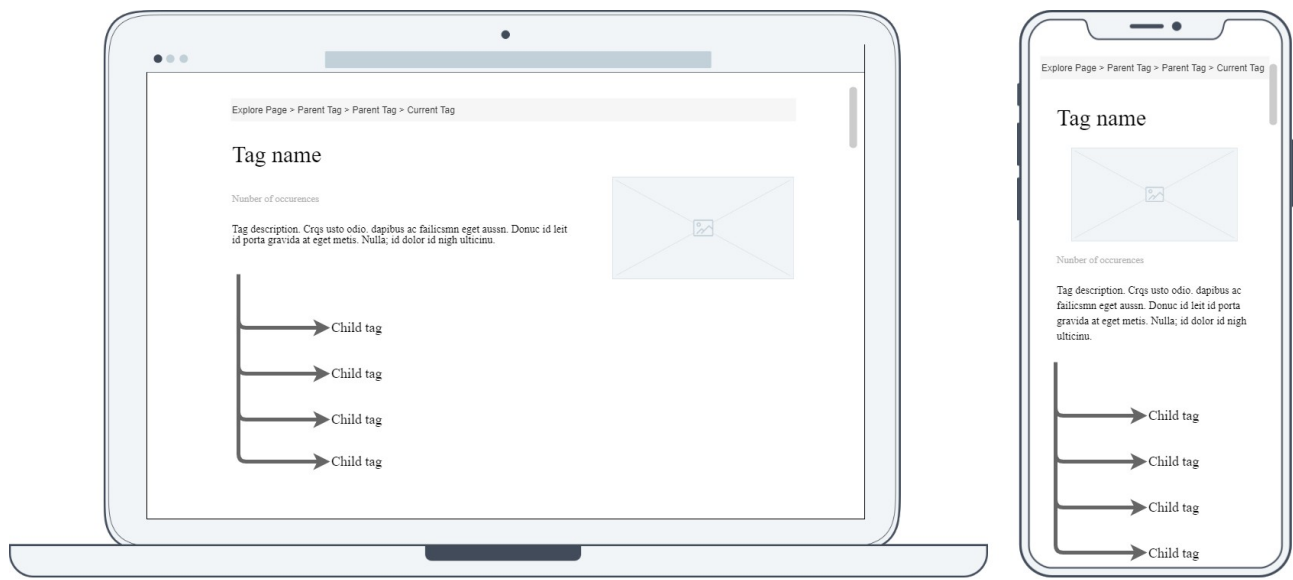 Explore Page > Parent Tag > Parent Tag > Current Tag
Tag name
Nunber of occurences
Tag description. Crqs usto odio. dapibus ac failicsmn eget aussn. Donuc id leit
id porta gravida at eget metis. Nulla; id dolor id nigh ulticinu.
Child tag
Child tag
Child tag
Child tag
Explore Page > Parent Tag > Parent Tag > Current Tag
Tag name
Nunber of occurences
Tag description. Crqs usto odio. dapibus ac
failicsmn eget aussn. Donuc id leit id porta
gravida at eget metis. Nulla; id dolor id nigh
ulticinu.
Child tag
Child tag
Child tag
Child tag